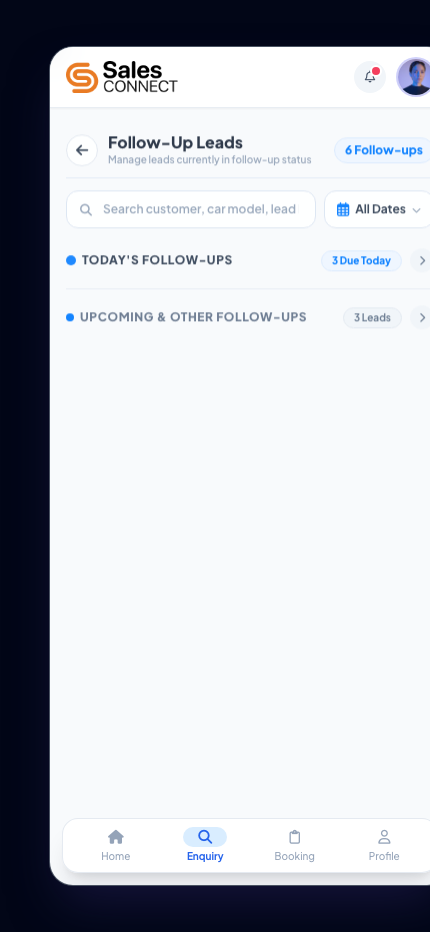 Sales
CONNECT
Follow-Up Leads
Manage leads currently in follow-up status
6 Follow-ups
Search customer, car model, lead
All Dates
TODAY'S FOLLOW-UPS
3 Due Today
UPCOMING & OTHER FOLLOW-UPS
3 Leads
Home
Enquiry
Booking
Profile